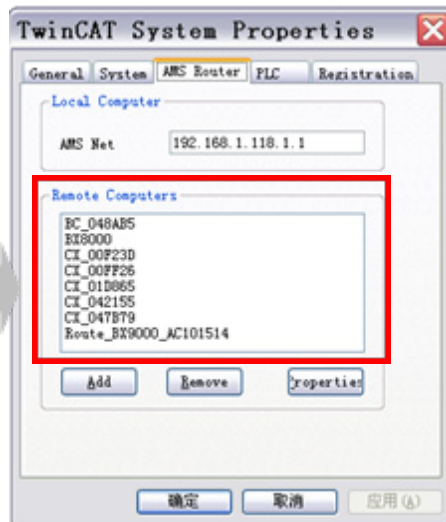 TwinCAT System Properties
General System AMS Router PLC Registration
Local Computer
AMS Net 192.168.1.118.1.1
Remote Computers
BC_048AB5
BX8000
CX_00F23D
CX_00FF26
CX_01D865
CX_042155
CX_047B79
Route_BX9000_AC101514
Add Remove Properties
确定 取消 应用(A)